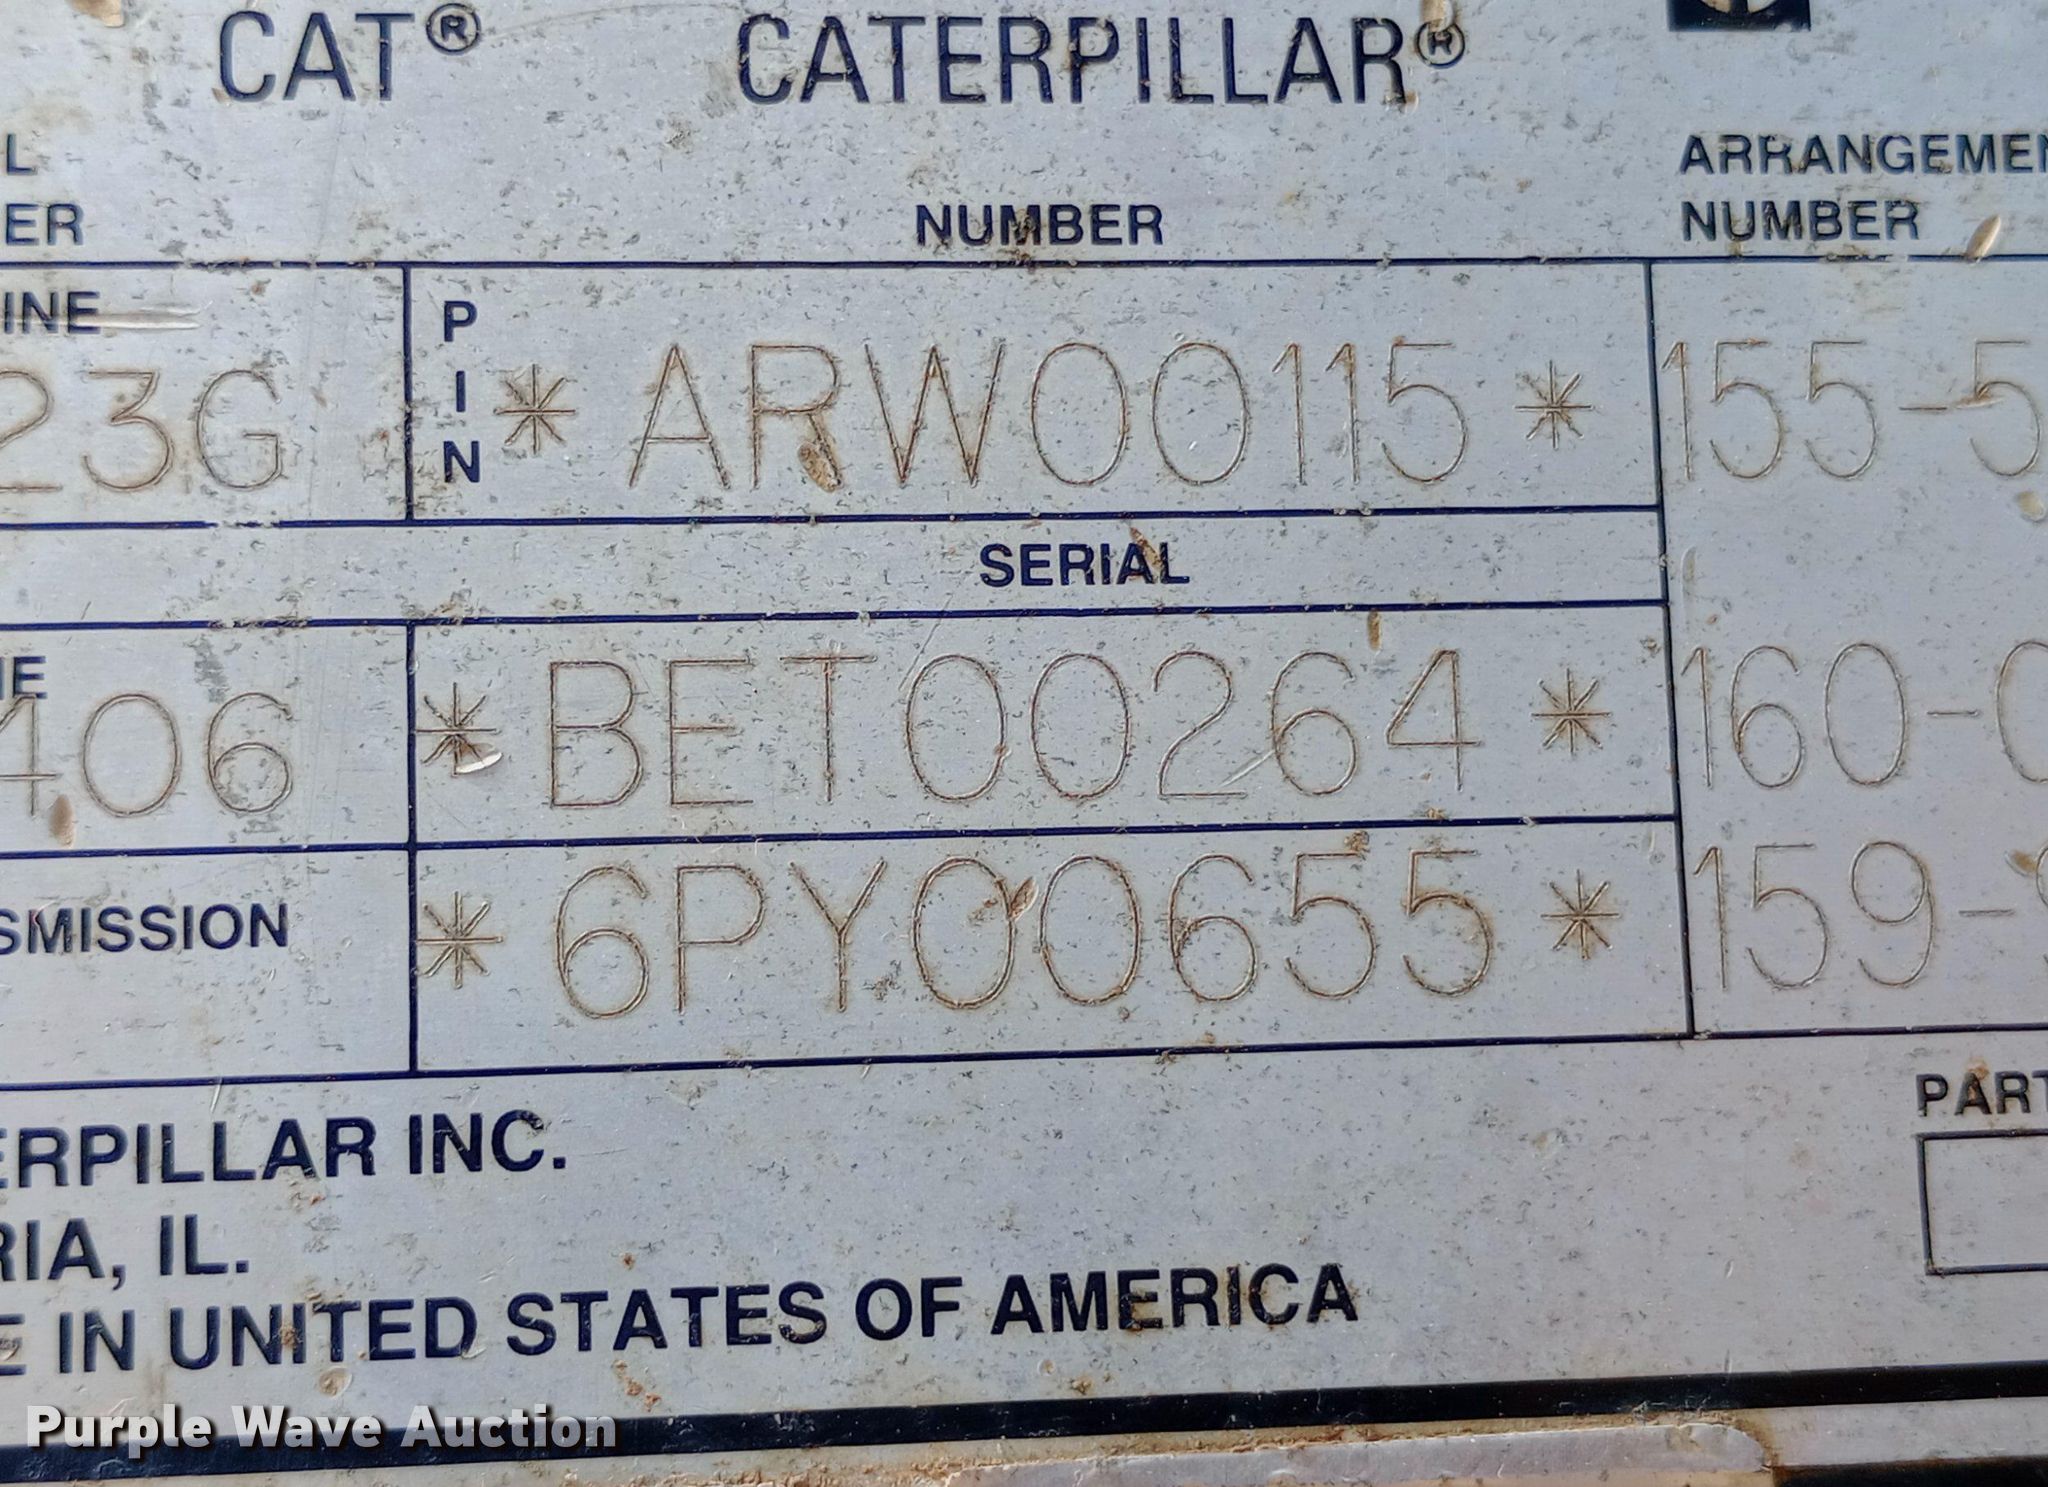 CAT® CATERPILLAR®
L
ER NUMBER ARRANGEMEN
NUMBER
INE
23G PIN *ARW00115* 155-5
SERIAL
NE
406 *BET00264* 160-0
SMISSION *6PY00655* 159-9
ERPILLAR INC.
RIA, IL.
E IN UNITED STATES OF AMERICA
PART
Purple Wave Auction